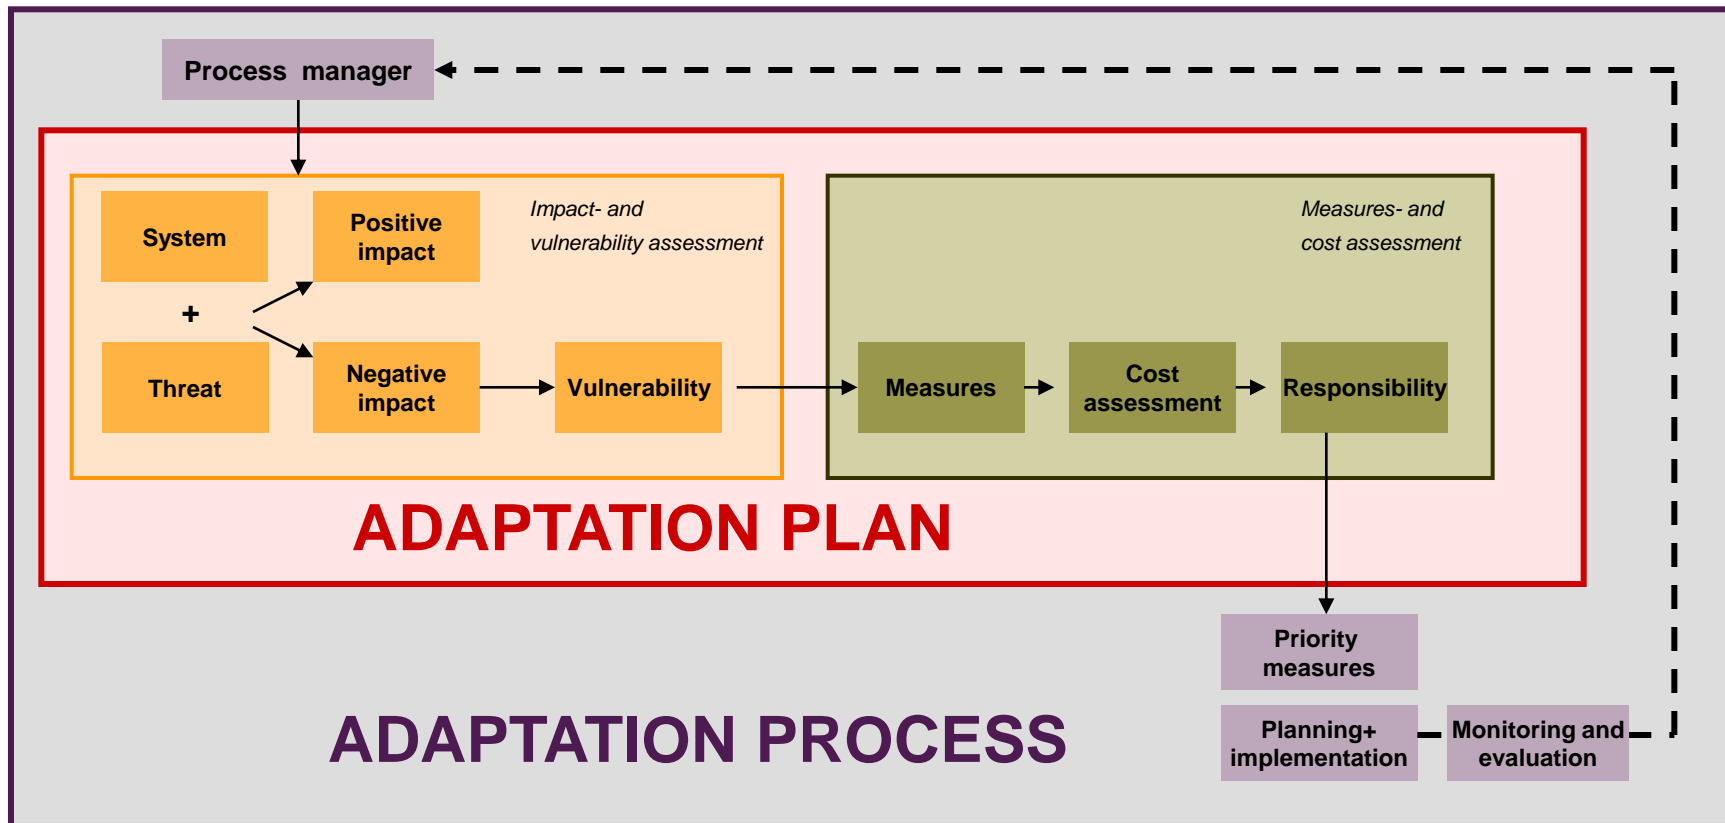 Process manager
System
Positive
impact
Impact- and
vulnerability assessment
Measures- and
cost assessment
+
Threat
Negative
impact
Vulnerability
Measures
Cost
assessment
Responsibility
ADAPTATION PLAN
Priority
measures
ADAPTATION PROCESS
Planning+
implementation
Monitoring and
evaluation